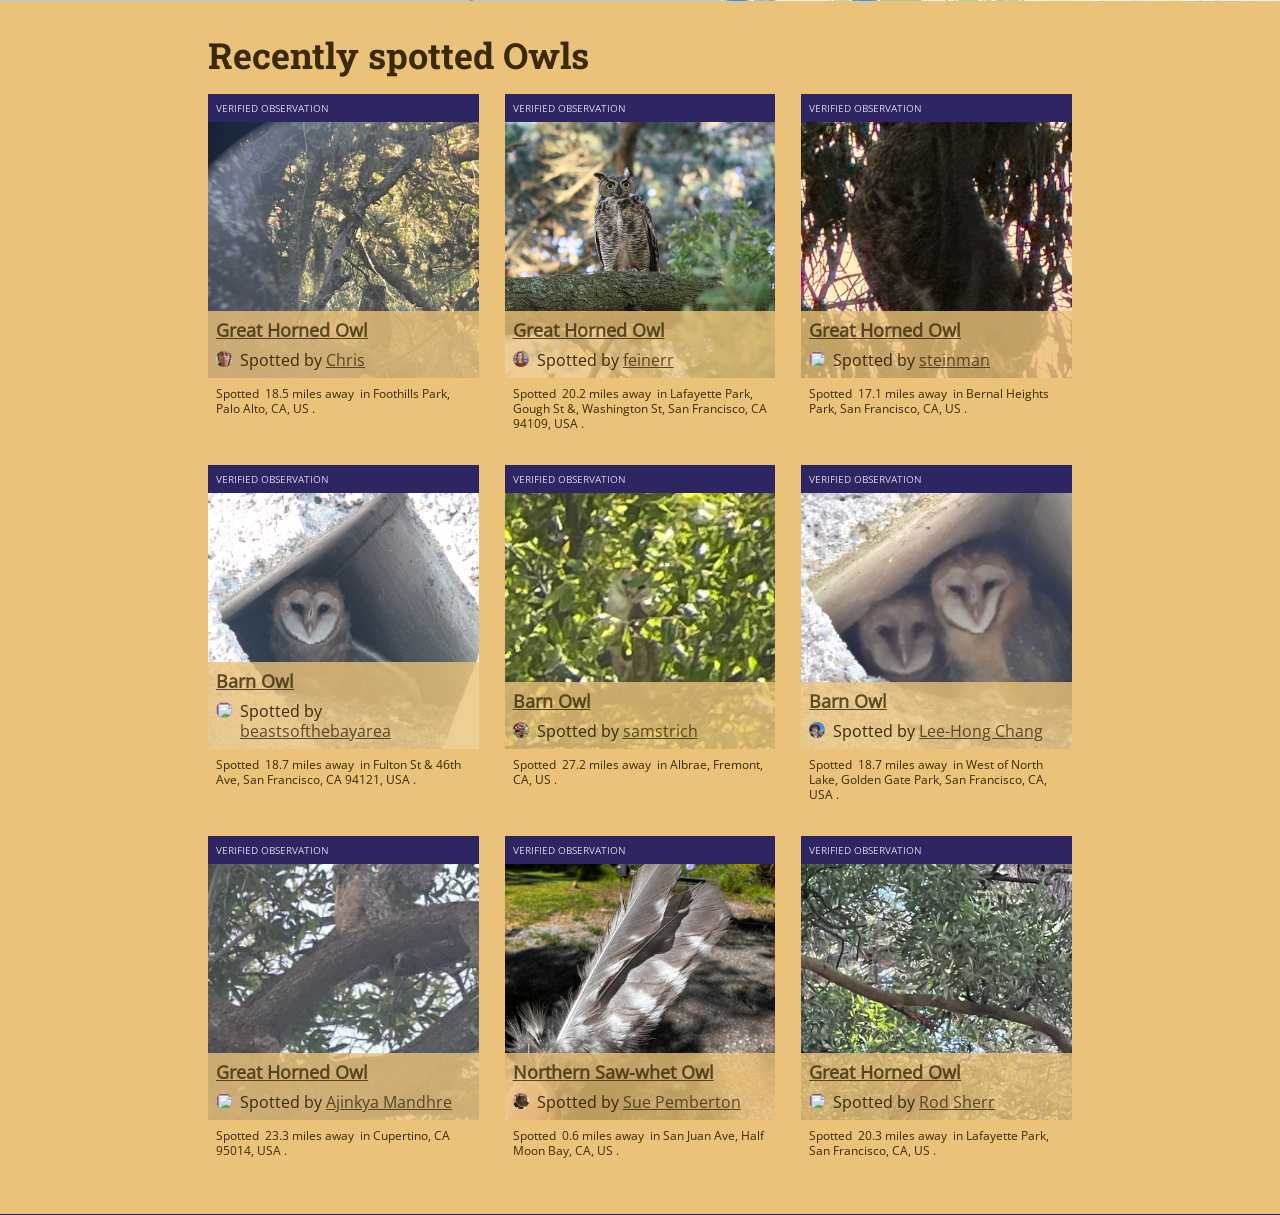 Recently spotted Owls
VERIFIED OBSERVATION
Great Horned Owl
Spotted by Chris
Spotted 18.5 miles away in Foothills Park,
Palo Alto, CA, US .
VERIFIED OBSERVATION
Great Horned Owl
Spotted by feinerr
Spotted 20.2 miles away in Lafayette Park,
Gough St &, Washington St, San Francisco, CA
94109, USA .
VERIFIED OBSERVATION
Great Horned Owl
Spotted by steinman
Spotted 17.1 miles away in Bernal Heights
Park, San Francisco, CA, US .
VERIFIED OBSERVATION
Barn Owl
Spotted by
beastsofthebayarea
Spotted 18.7 miles away in Fulton St & 46th
Ave, San Francisco, CA 94121, USA .
VERIFIED OBSERVATION
Barn Owl
Spotted by samstrich
Spotted 27.2 miles away in Albrae, Fremont,
CA, US .
VERIFIED OBSERVATION
Barn Owl
Spotted by Lee-Hong Chang
Spotted 18.7 miles away in West of North
Lake, Golden Gate Park, San Francisco, CA,
USA .
VERIFIED OBSERVATION
Great Horned Owl
Spotted by Ajinkya Mandhre
Spotted 23.3 miles away in Cupertino, CA
95014, USA .
VERIFIED OBSERVATION
Northern Saw-whet Owl
Spotted by Sue Pemberton
Spotted 0.6 miles away in San Juan Ave, Half
Moon Bay, CA, US .
VERIFIED OBSERVATION
Great Horned Owl
Spotted by Rod Sherr
Spotted 20.3 miles away in Lafayette Park,
San Francisco, CA, US .